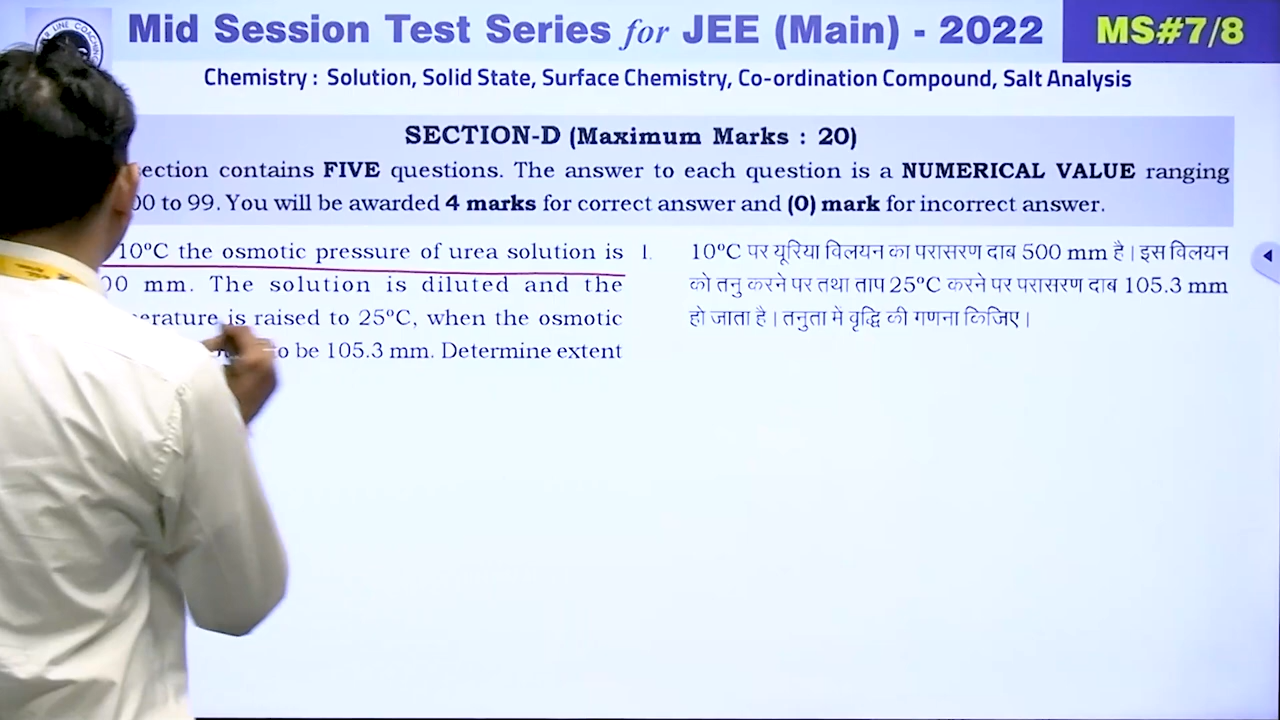 Mid Session Test Series for JEE (Main) - 2022
MS#7/8
LINE COACHING
Chemistry : Solution, Solid State, Surface Chemistry, Co-ordination Compound, Salt Analysis
SECTION-D (Maximum Marks : 20)
section contains FIVE questions. The answer to each question is a NUMERICAL VALUE ranging
00 to 99. You will be awarded 4 marks for correct answer and (0) mark for incorrect answer.
10°C the osmotic pressure of urea solution is
00 mm. The solution is diluted and the
erature is raised to 25°C, when the osmotic
to be 105.3 mm. Determine extent
1. 10°C पर यूरिया विलयन का परासरण दाब 500 mm है। इस विलयन
को तनु करने पर तथा ताप 25°C करने पर परासरण दाब 105.3 mm
हो जाता है। तनुता में वृद्धि की गणना किजिए।